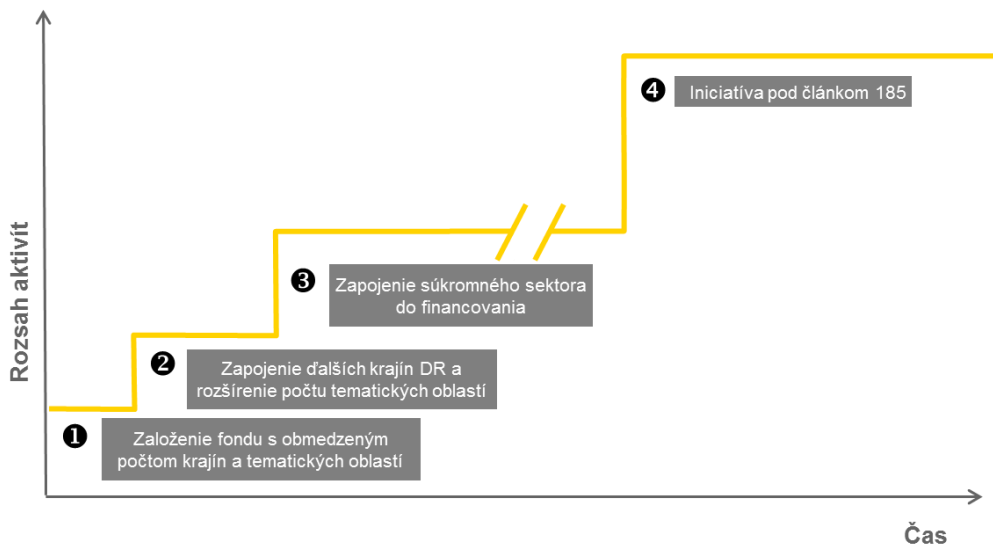 ❹ Iniciatíva pod článkom 185
❸ Zapojenie súkromného sektora
do financovania
❷ Zapojenie ďalších krajín DR a
rozšírenie počtu tematických oblastí
❶ Založenie fondu s obmedzeným
počtom krajín a tematických oblastí
Rozsah aktivít
Čas